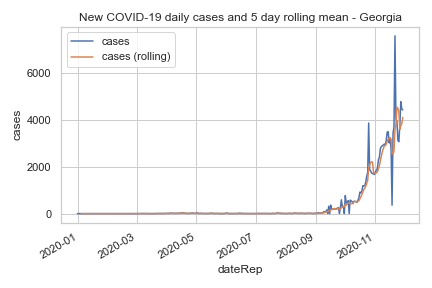 New COVID-19 daily cases and 5 day rolling mean - Georgia
cases
cases (rolling)
6000
4000
2000
0
cases
2020-01
2020-03
2020-05
2020-07
2020-09
2020-11
dateRep